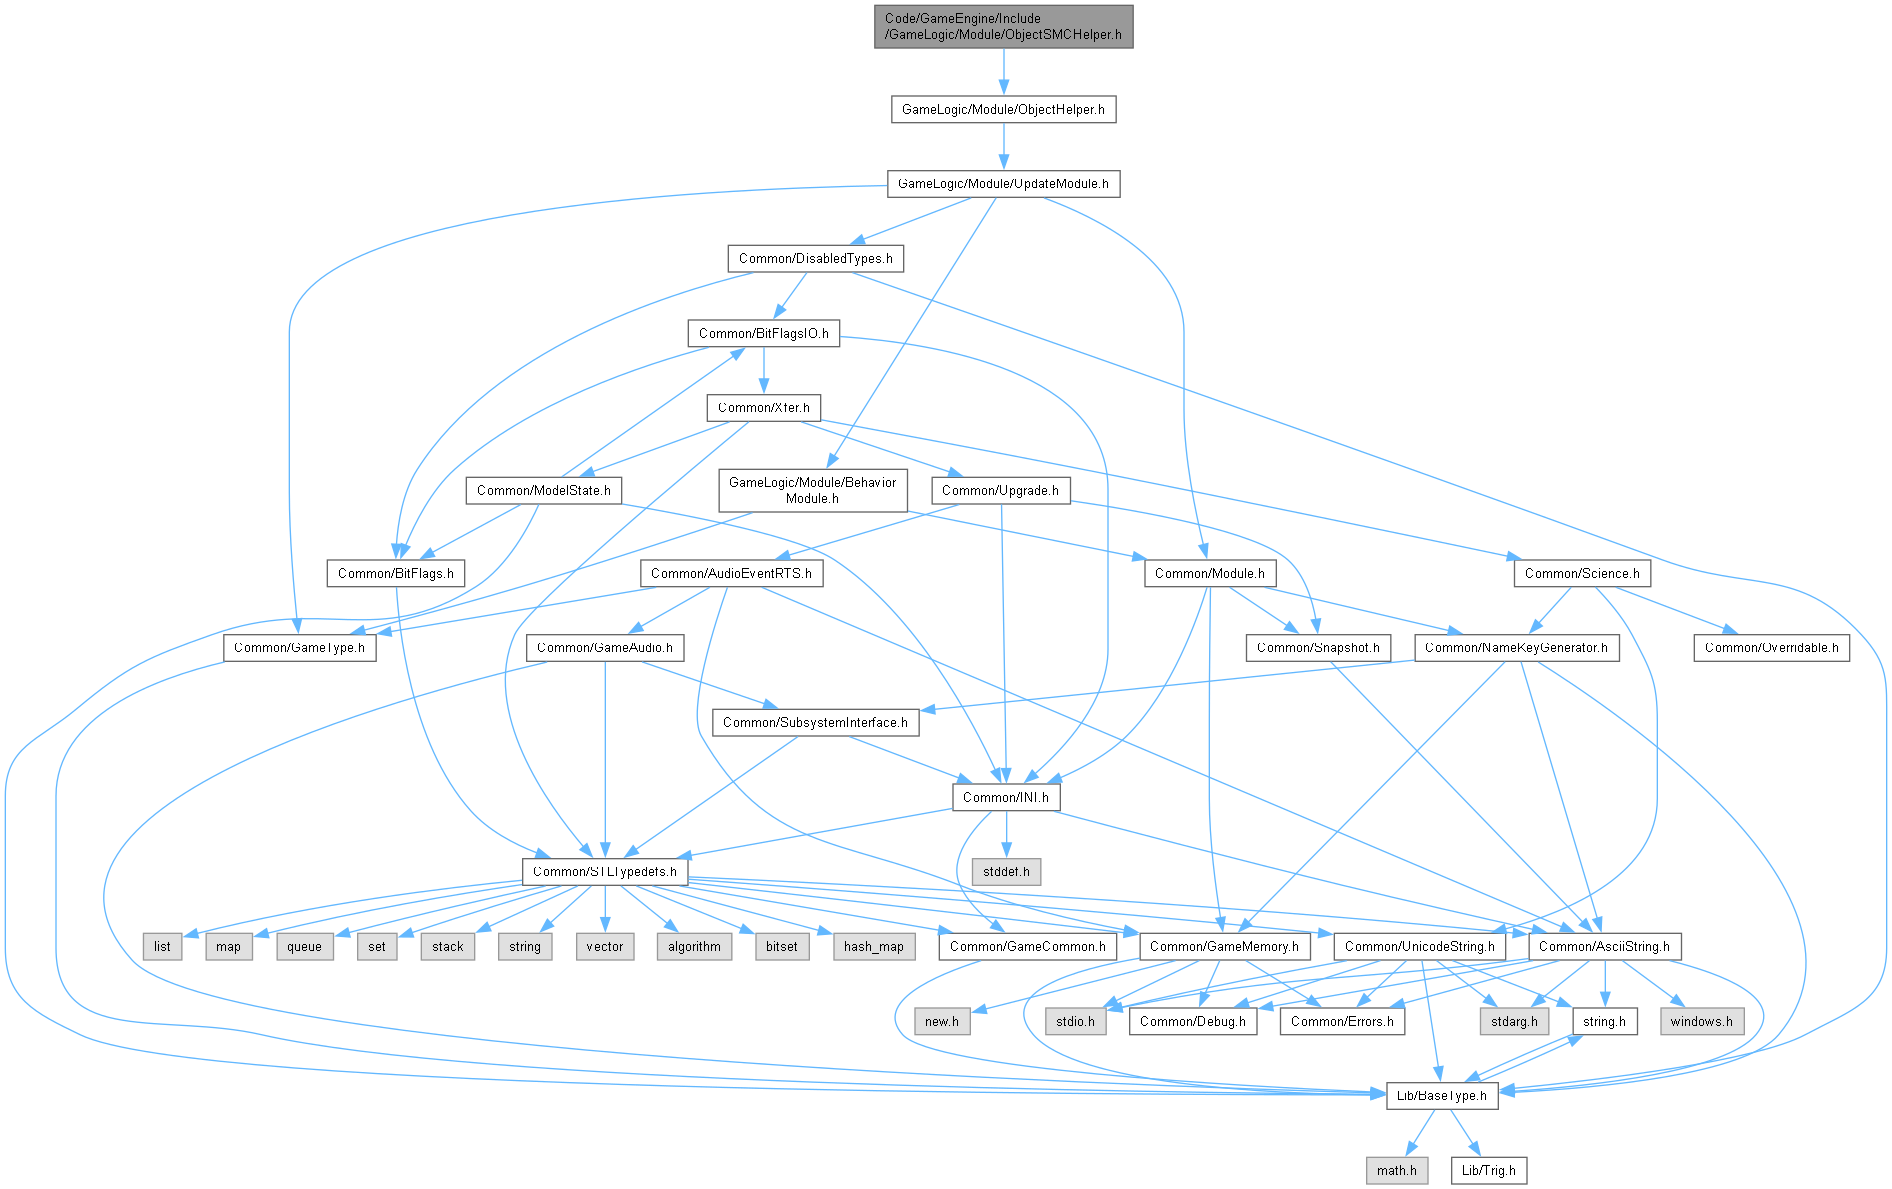 Code/GameEngine/Include
/GameLogic/Module/ObjectSMCHelper.h
GameLogic/Module/ObjectHelper.h
GameLogic/Module/UpdateModule.h
Common/DisabledTypes.h
Common/BitFlagsIO.h
Common/Xfer.h
Common/ModelState.h
GameLogic/Module/Behavior
Module.h
Common/Upgrade.h
Common/BitFlags.h
Common/AudioEventRTS.h
Common/Module.h
Common/Science.h
Common/GameType.h
Common/GameAudio.h
Common/Snapshot.h
Common/NameKeyGenerator.h
Common/Overridable.h
Common/SubsystemInterface.h
Common/INI.h
Common/STLTypedefs.h
stddef.h
list
map
queue
set
stack
string
vector
algorithm
bitset
hash_map
Common/GameCommon.h
Common/GameMemory.h
Common/UnicodeString.h
Common/AsciiString.h
new.h
stdio.h
Common/Debug.h
Common/Errors.h
stdarg.h
string.h
windows.h
Lib/BaseType.h
math.h
Lib/Trig.h